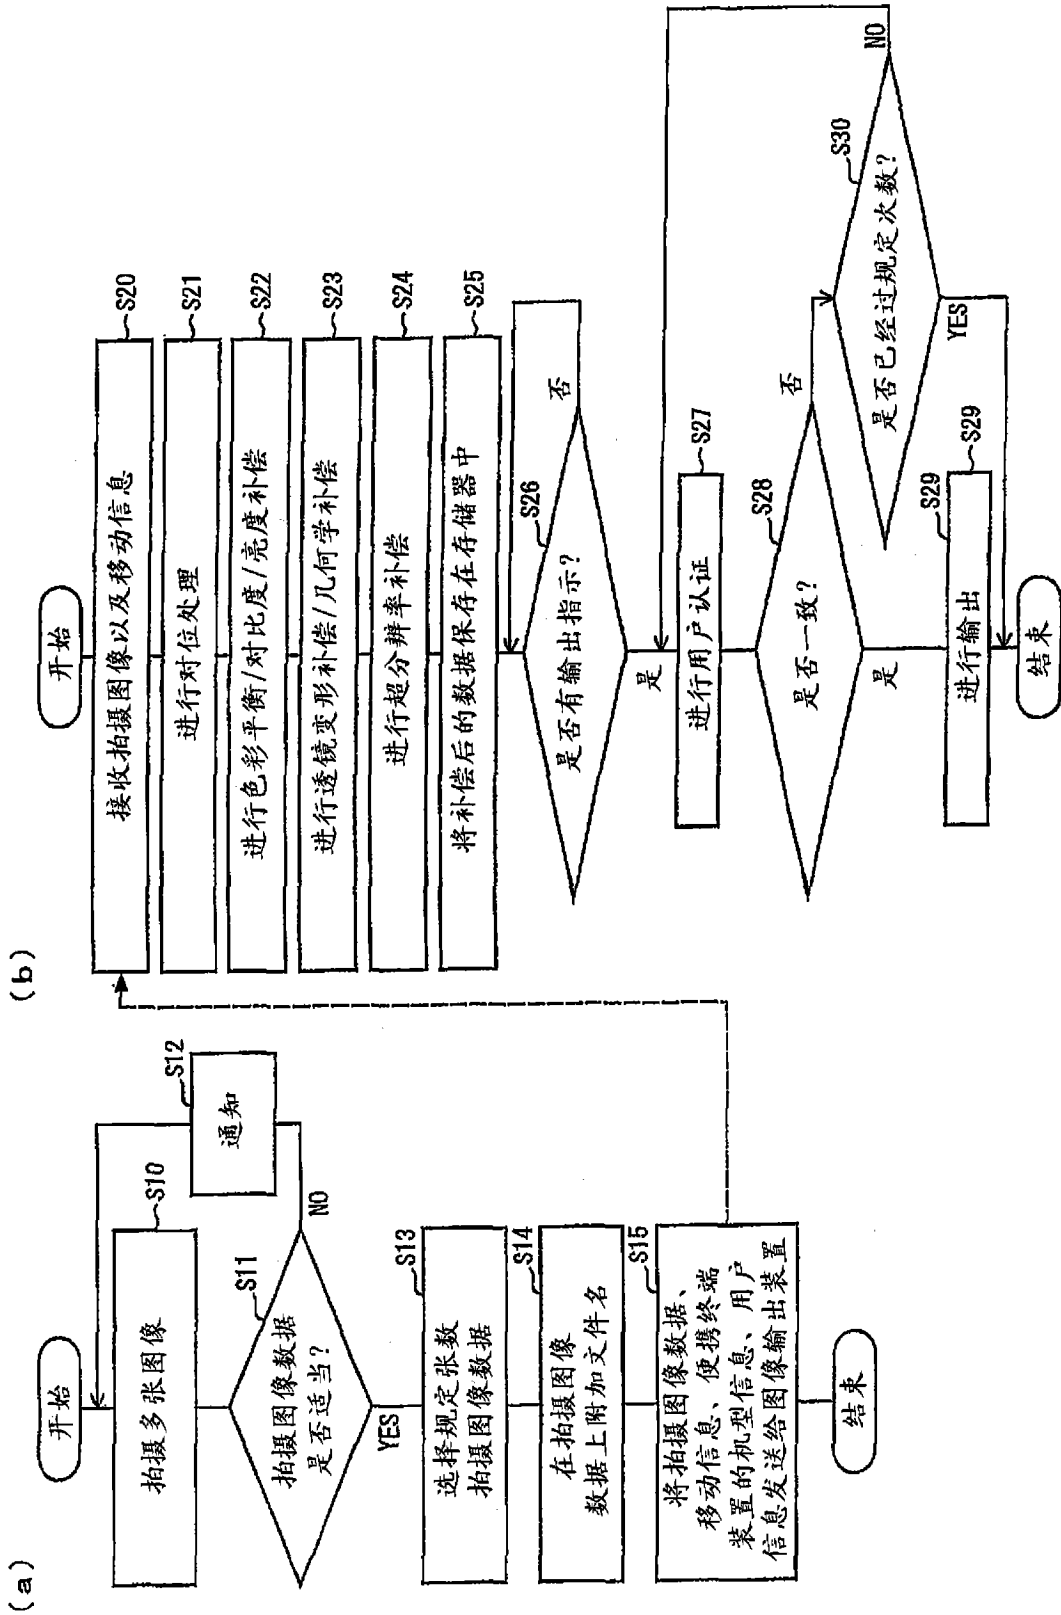 (a)
开始
拍摄多张图像
S10
拍摄图像数据
是否适当?
S11
NO
通知
S12
YES
选择规定张数
拍摄图像数据
S13
在拍摄图像
数据上附加文件名
S14
将拍摄图像数据、
移动信息、便携终端
装置的机型信息、用户
信息发送给图像输出装置
S15
结束
(b)
开始
接收拍摄图像以及移动信息
S20
进行对位处理
S21
进行色彩平衡/对比度/亮度补偿
S22
进行透镜变形补偿/几何学补偿
S23
进行超分辨率补偿
S24
将补偿后的数据保存在存储器中
S25
是否有输出指示?
S26
否
是
进行用户认证
S27
是否一致?
S28
否
是
是否已经过规定次数?
S30
NO
YES
进行输出
S29
S29
结束